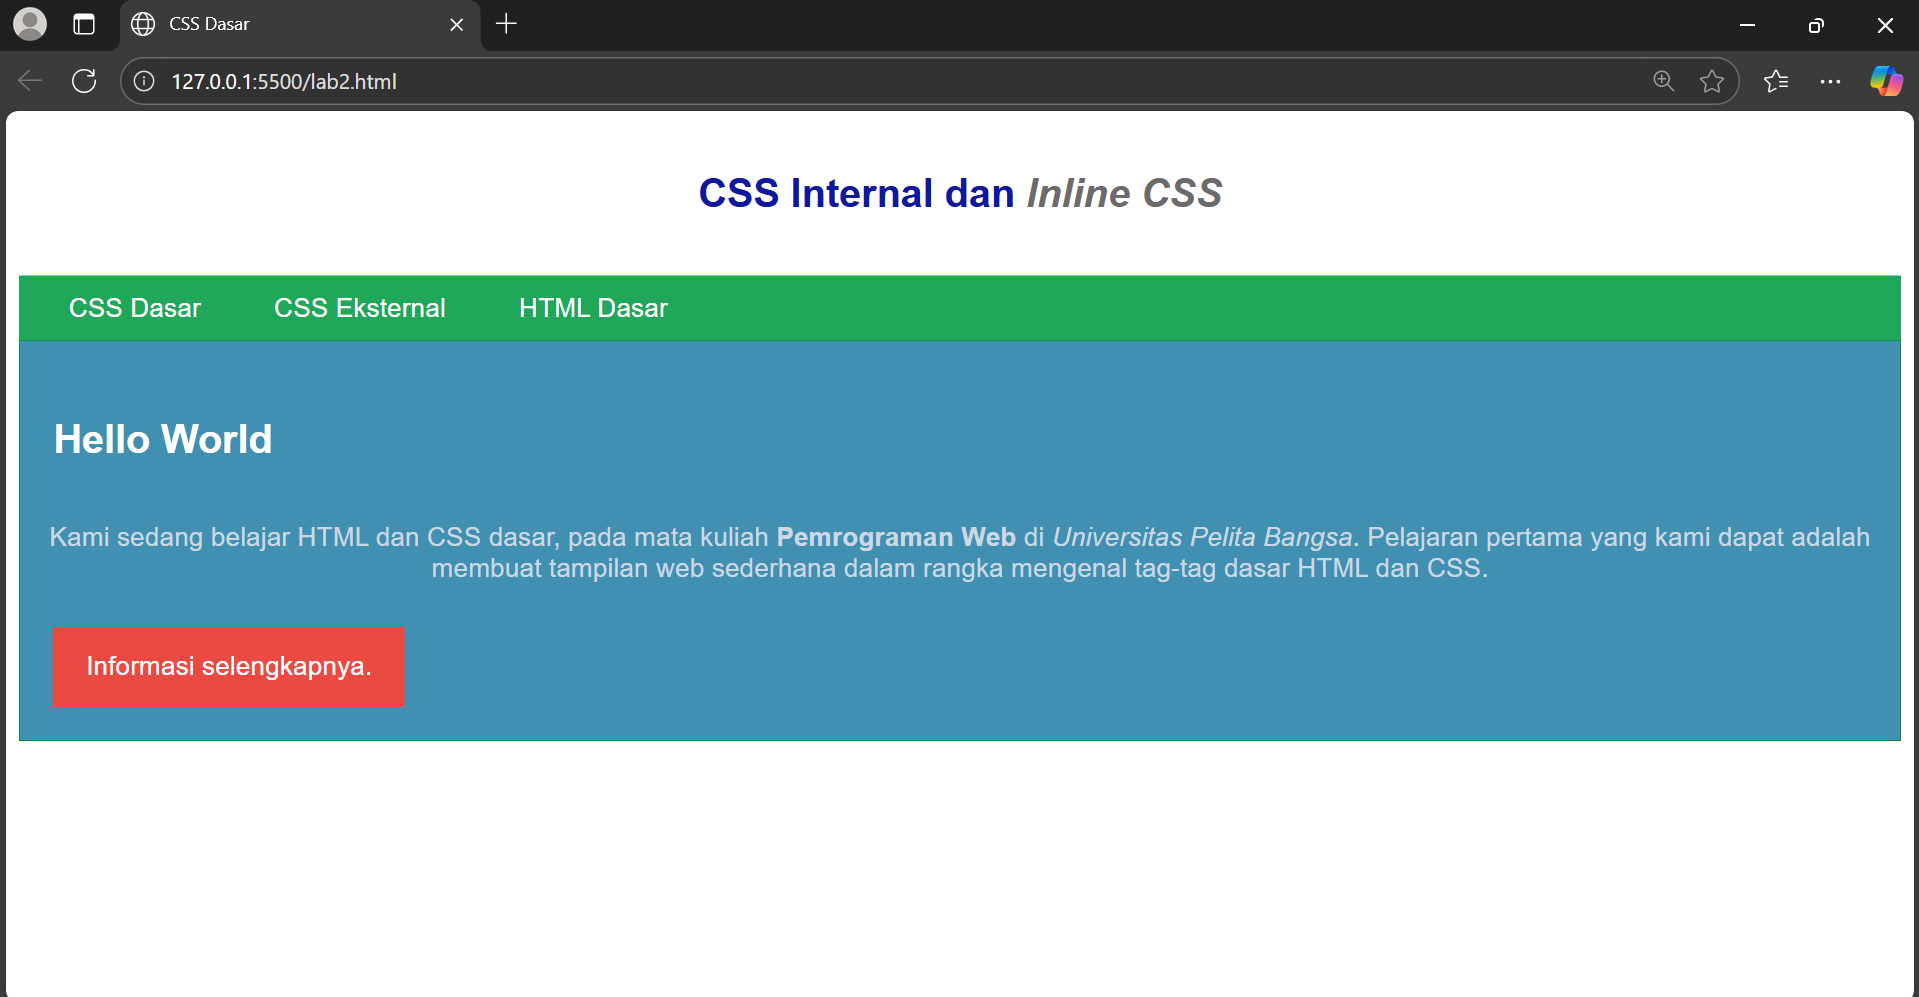 CSS Dasar
127.0.0.1:5500/lab2.html
CSS Internal dan Inline CSS
CSS Dasar CSS Eksternal HTML Dasar
Hello World
Kami sedang belajar HTML dan CSS dasar, pada mata kuliah Pemrograman Web di Universitas Pelita Bangsa. Pelajaran pertama yang kami dapat adalah
membuat tampilan web sederhana dalam rangka mengenal tag-tag dasar HTML dan CSS.
Informasi selengkapnya.